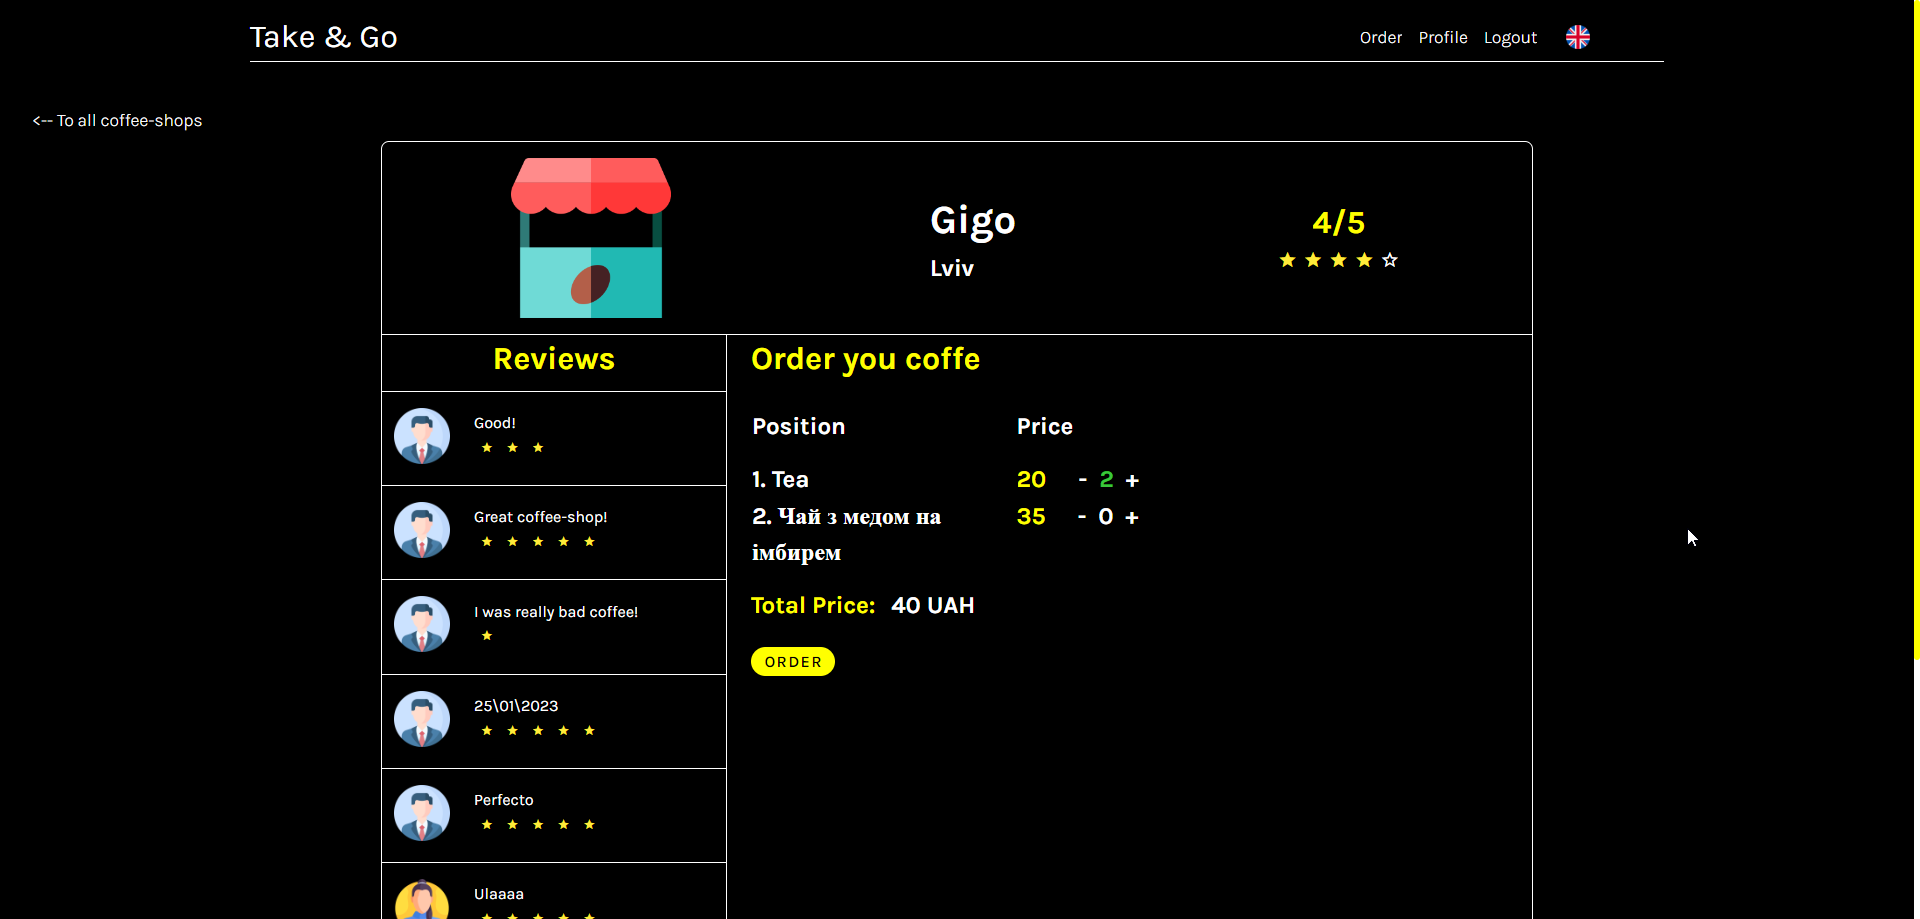 Take & Go
Order Profile Logout
<-- To all coffee-shops
Gigo
Lviv
4/5
Reviews
Good!
Great coffee-shop!
I was really bad coffee!
25\01\2023
Perfecto
Ulaaaa
Order you coffe
Position Price
1. Tea 20 - 2 +
2. Чай з медом на 35 - 0 +
імбирем
Total Price: 40 UAH
ORDER